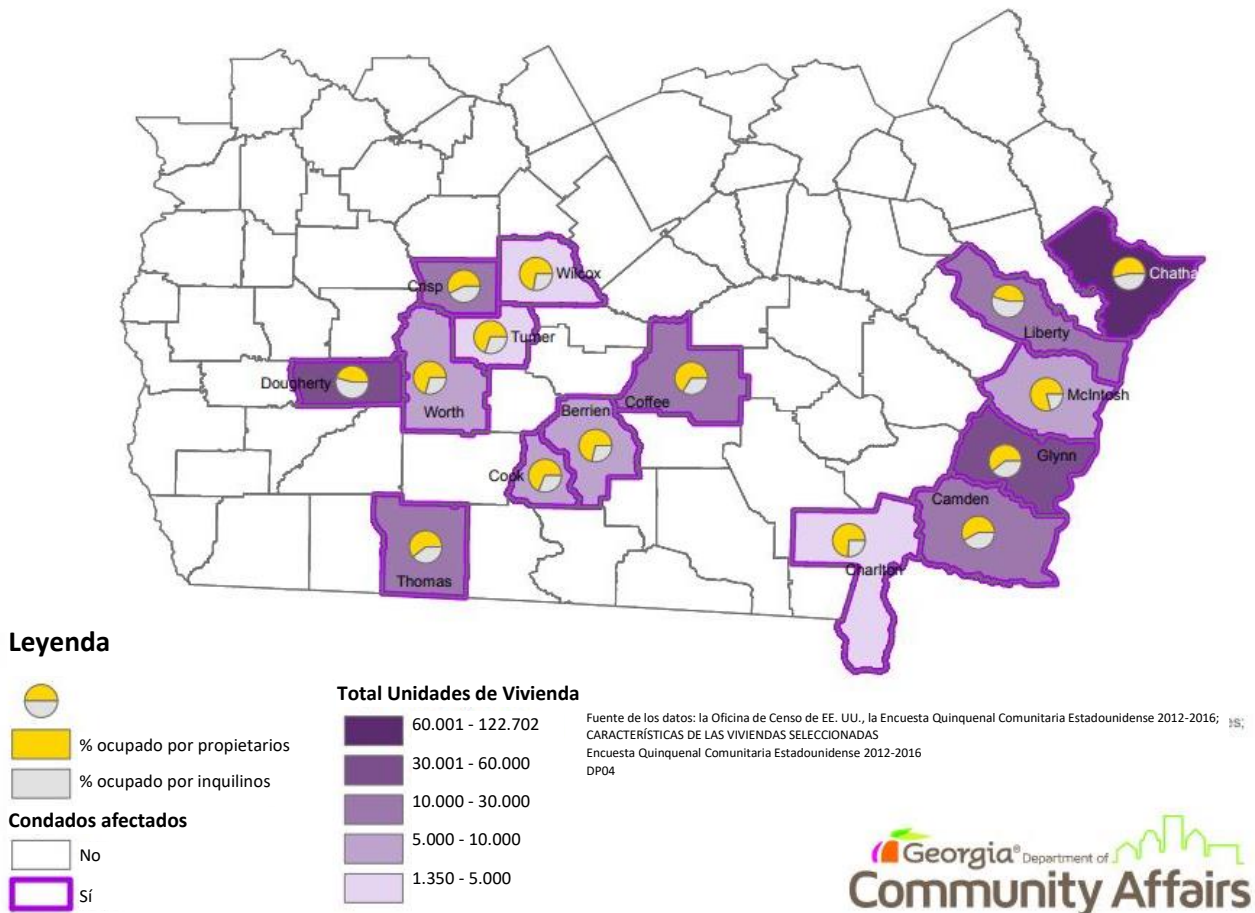 Wilcox
Crisp
Chatha
Turner
Liberty
Dougherty
Worth
Berrien
Coffee
McIntosh
Cook
Glynn
Camden
Thomas
Charlton
Leyenda
% ocupado por propietarios
% ocupado por inquilinos
Condados afectados
No
Sí
Total Unidades de Vivienda
60.001 - 122.702
30.001 - 60.000
10.000 - 30.000
5.000 - 10.000
1.350 - 5.000
Fuente de los datos: la Oficina de Censo de EE. UU., la Encuesta Quinquenal Comunitaria Estadounidense 2012-2016;
CARACTERÍSTICAS DE LAS VIVIENDAS SELECCIONADAS
Encuesta Quinquenal Comunitaria Estadounidense 2012-2016
DP04
Georgia® Department of
Community Affairs